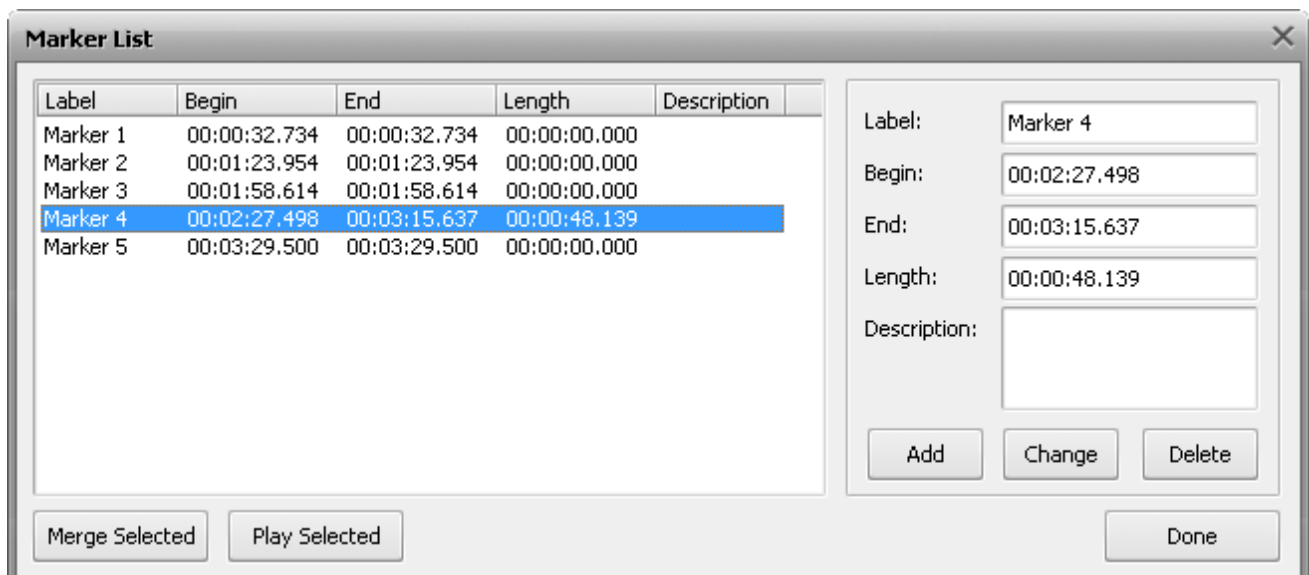 Marker List
Label Begin End Length Description
Marker 1 00:00:32.734 00:00:32.734 00:00:00.000
Marker 2 00:01:23.954 00:01:23.954 00:00:00.000
Marker 3 00:01:58.614 00:01:58.614 00:00:00.000
Marker 4 00:02:27.498 00:03:15.637 00:00:48.139
Marker 5 00:03:29.500 00:03:29.500 00:00:00.000
Label: Marker 4
Begin: 00:02:27.498
End: 00:03:15.637
Length: 00:00:48.139
Description:
Add Change Delete
Merge Selected Play Selected Done